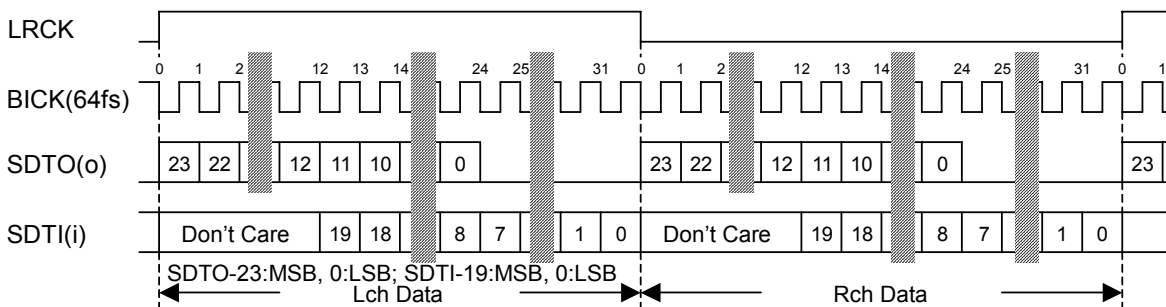 LRCK
0 1 2 12 13 14 24 25 31 0 1 2 12 13 14 24 25 31 0 1
BICK(64fs)
SDTO(o) 23 22 12 11 10 0 23 22 12 11 10 0 23
SDTI(i) Don't Care 19 18 8 7 1 0 Don't Care 19 18 8 7 1 0
SDTO-23:MSB, 0:LSB; SDTI-19:MSB, 0:LSB
Lch Data Rch Data